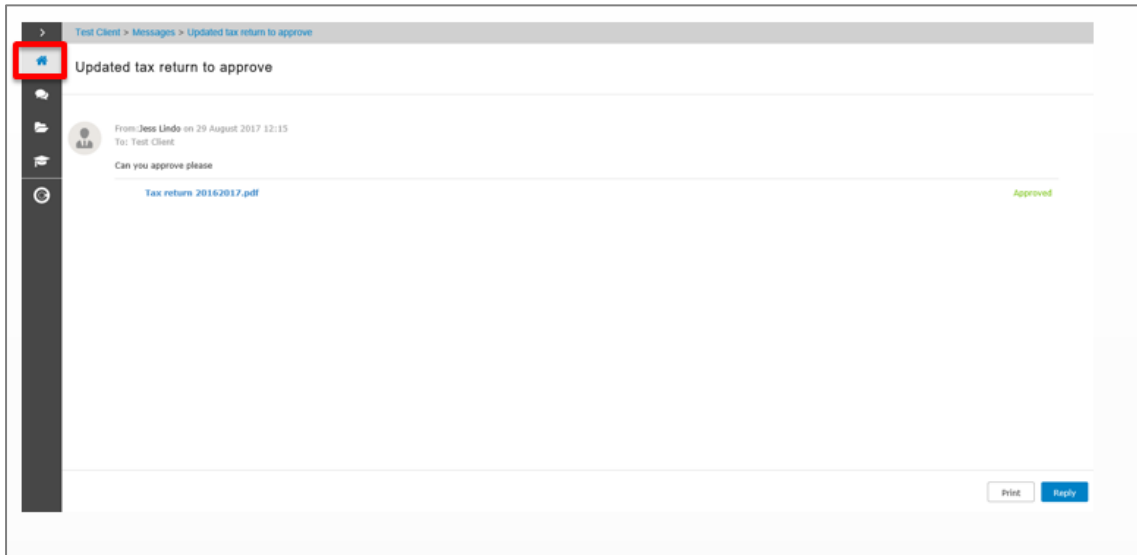 Test Client > Messages > Updated tax return to approve
Updated tax return to approve
From:Jess Lindo on 29 August 2017 12:15
To: Test Client
Can you approve please
Tax return 20162017.pdf Approved
Print Reply